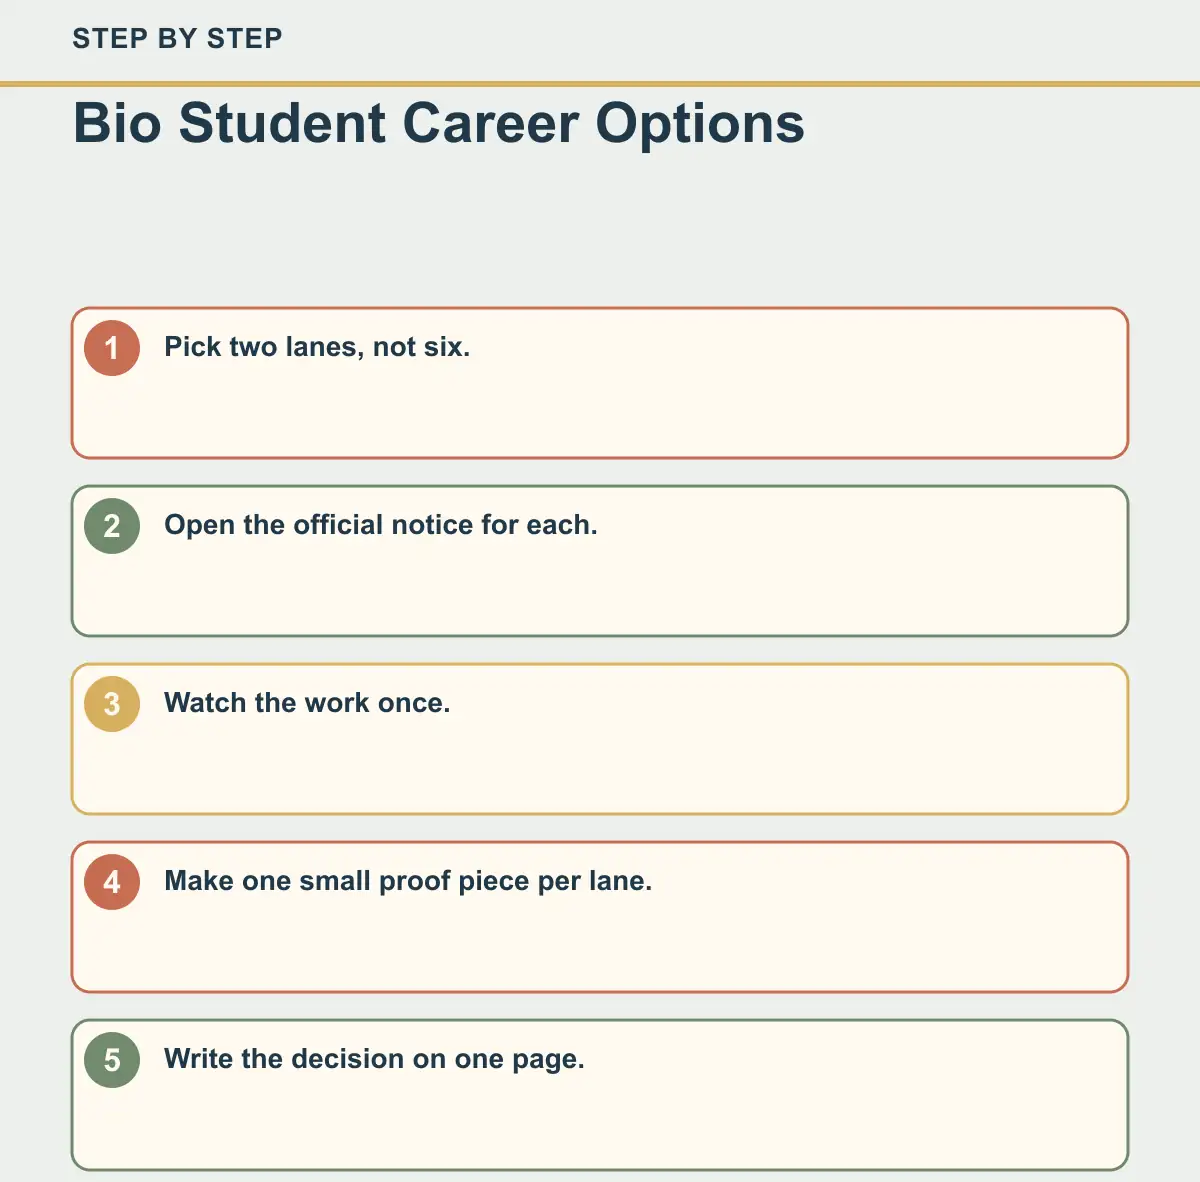 STEP BY STEP
Bio Student Career Options
1 Pick two lanes, not six.
2 Open the official notice for each.
3 Watch the work once.
4 Make one small proof piece per lane.
5 Write the decision on one page.